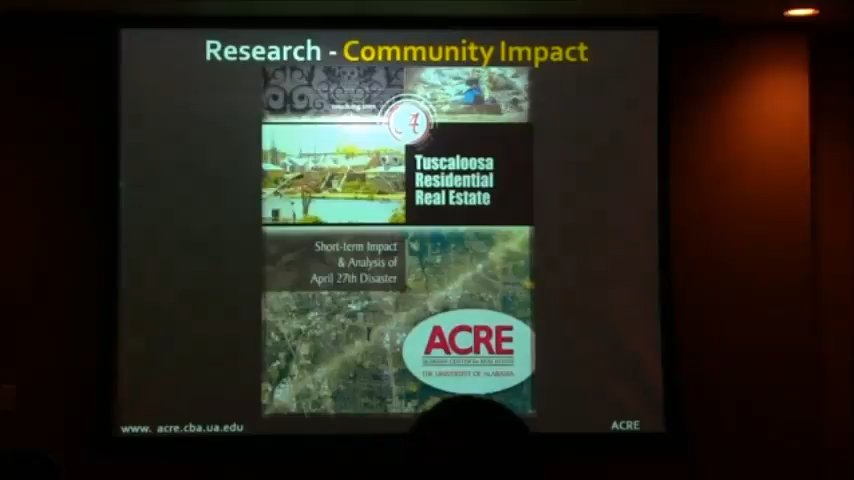 Research - Community Impact
Tuscaloosa
Residential
Real Estate
Short-term Impact
& Analysis of
April 27th Disaster
ACRE
ALABAMA CENTER for REAL ESTATE
THE UNIVERSITY OF ALABAMA
www. acre.cba.ua.edu
ACRE